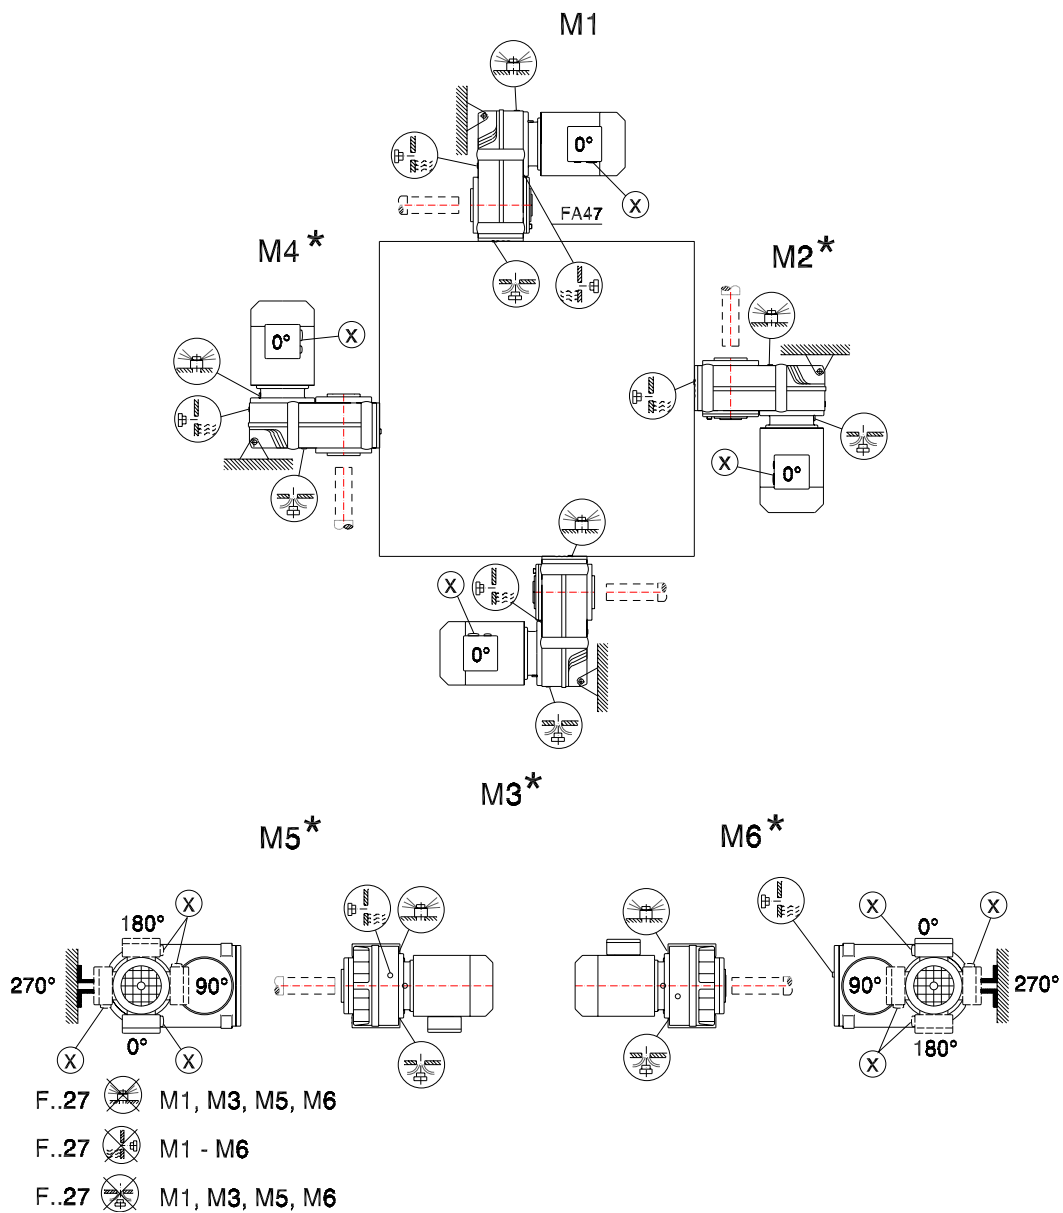 M1
0°
X
FA47
M4*
M2*
X
0°
X
0°
X
0°
M3*
M5*
M6*
X
X
X
180°
0°
270°
90°
90°
270°
0°
180°
X
X
X
F..27 M1, M3, M5, M6
F..27 M1 - M6
F..27 M1, M3, M5, M6